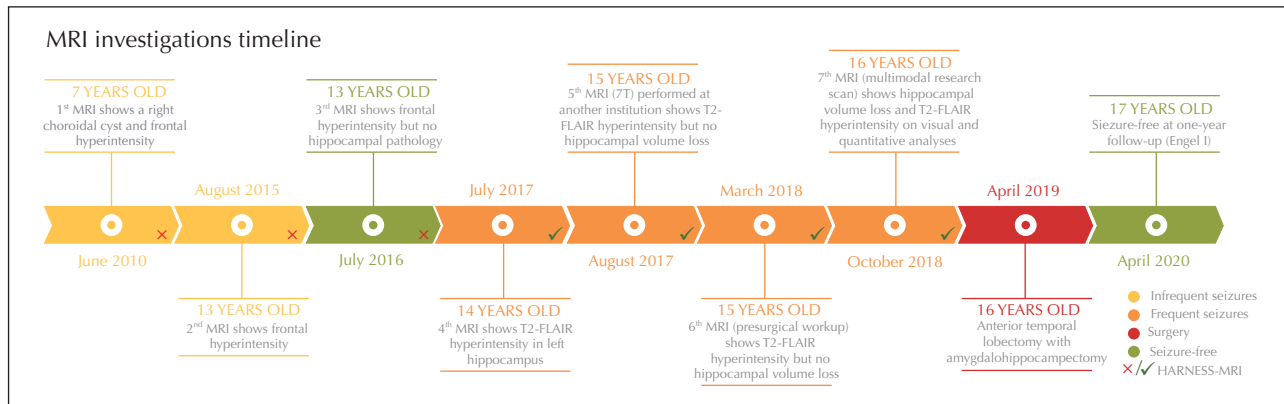 MRI investigations timeline
7 YEARS OLD
1st MRI shows a right
choroidal cyst and frontal
hyperintensity
June 2010
August 2015
13 YEARS OLD
2nd MRI shows frontal
hyperintensity
13 YEARS OLD
3rd MRI shows frontal
hyperintensity but no
hippocampal pathology
July 2016
July 2017
14 YEARS OLD
4th MRI shows T2-FLAIR
hyperintensity in left
hippocampus
15 YEARS OLD
5th MRI (7T) performed at
another institution shows T2-
FLAIR hyperintensity but no
hippocampal volume loss
August 2017
March 2018
15 YEARS OLD
6th MRI (presurgical workup)
shows T2-FLAIR
hyperintensity but no
hippocampal volume loss
16 YEARS OLD
7th MRI (multimodal research
scan) shows hippocampal
volume loss and T2-FLAIR
hyperintensity on visual and
quantitative analyses
October 2018
April 2019
16 YEARS OLD
Anterior temporal
lobectomy with
amygdalohippocampectomy
17 YEARS OLD
Siezure-free at one-year
follow-up (Engel I)
April 2020
Infrequent seizures
Frequent seizures
Surgery
Seizure-free
×/✓ HARNESS-MRI